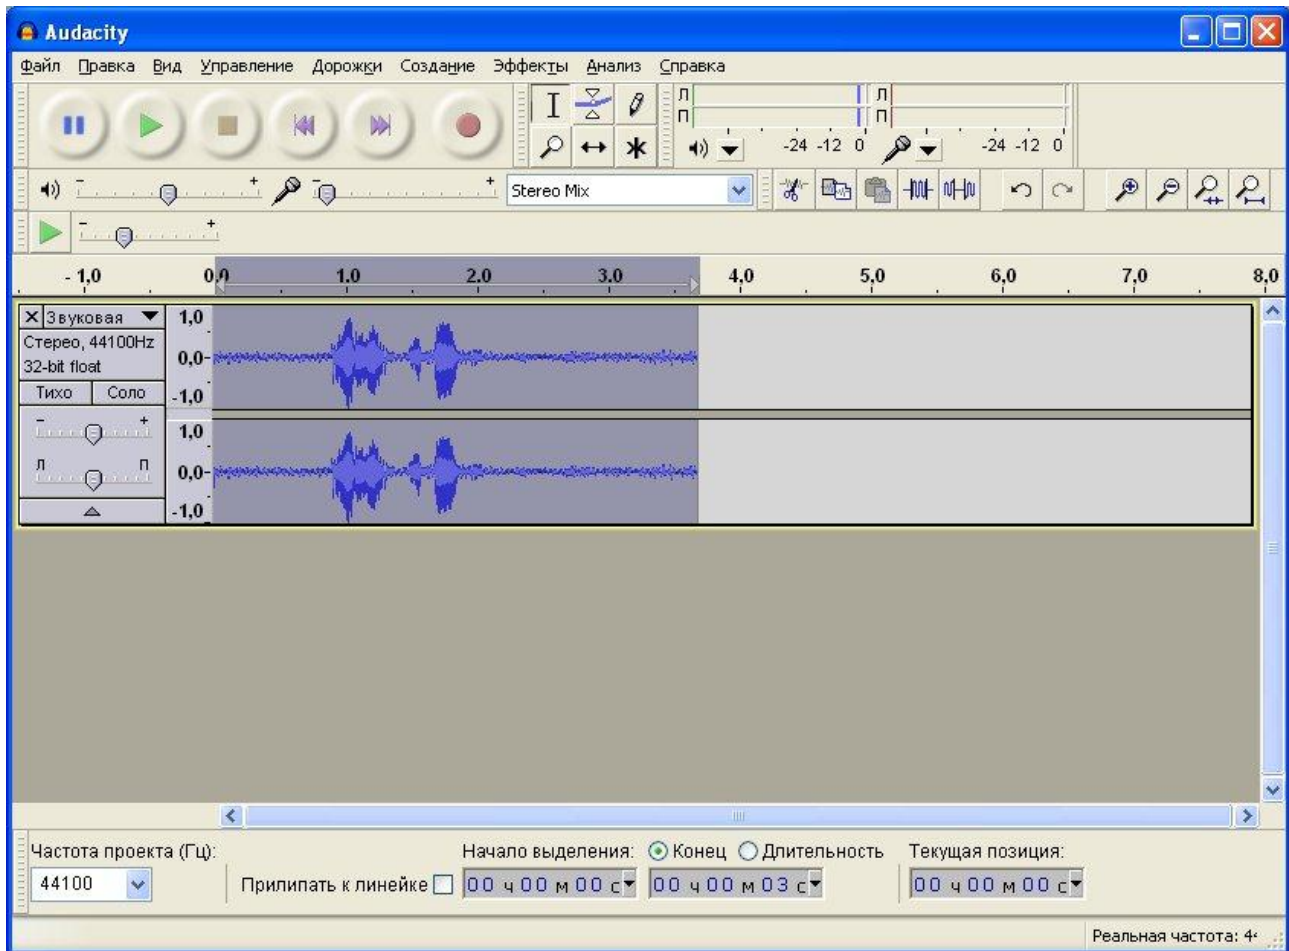 Audacity
Файл Правка Вид Управление Дорожки Создание Эффекты Анализ Справка
Л Л
П П
-24 -12 0 -24 -12 0
- + - + Stereo Mix
- +
- 1,0 0,0 1,0 2,0 3,0 4,0 5,0 6,0 7,0 8,0
X Звуковая 1,0
Стерео, 44100Hz
32-bit float 0,0
Тихо Соло -1,0
- + 1,0
Л П 0,0
-1,0
Частота проекта (Гц): Начало выделения: Конец Длительность Текущая позиция:
44100 Прилипать к линейке 00 ч 00 м 00 с 00 ч 00 м 03 с 00 ч 00 м 00 с
Реальная частота: 4